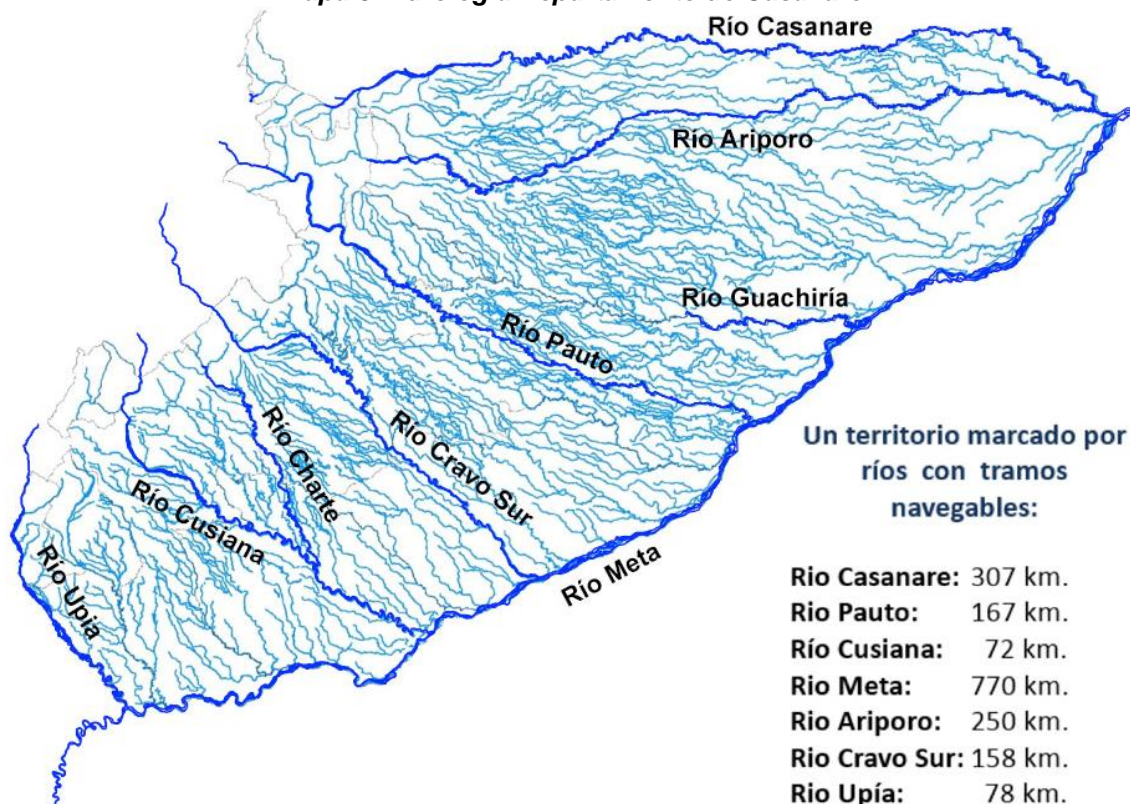 Río Casanare
Río Ariporo
Río Guachiría
Río Pauto
Río Cravo Sur
Río Charte
Río Cusiana
Río Upia
Río Meta
Un territorio marcado por
ríos con tramos
navegables:
Rio Casanare: 307 km.
Rio Pauto: 167 km.
Río Cusiana: 72 km.
Rio Meta: 770 km.
Rio Ariporo: 250 km.
Rio Cravo Sur: 158 km.
Rio Upía: 78 km.